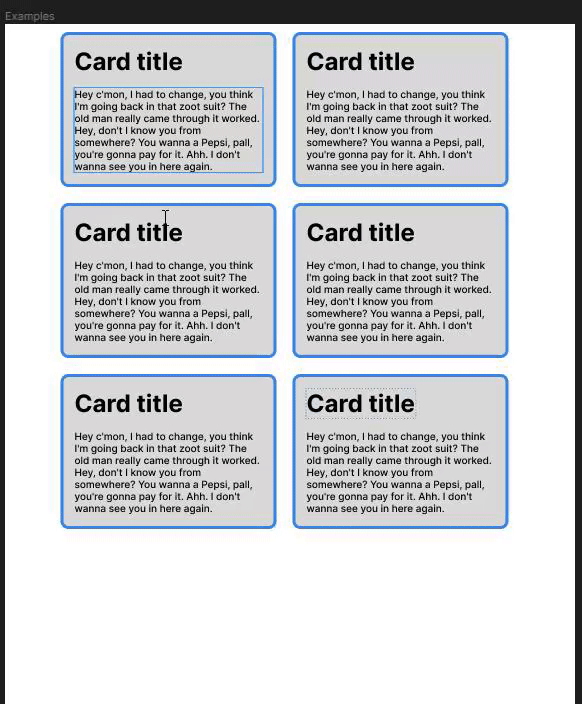 Examples
Card title
Hey c'mon, I had to change, you think
I'm going back in that zoot suit? The
old man really came through it worked.
Hey, don't I know you from
somewhere? You wanna a Pepsi, pall,
you're gonna pay for it. Ahh. I don't
wanna see you in here again.
Card title
Hey c'mon, I had to change, you think
I'm going back in that zoot suit? The
old man really came through it worked.
Hey, don't I know you from
somewhere? You wanna a Pepsi, pall,
you're gonna pay for it. Ahh. I don't
wanna see you in here again.
Card title
Hey c'mon, I had to change, you think
I'm going back in that zoot suit? The
old man really came through it worked.
Hey, don't I know you from
somewhere? You wanna a Pepsi, pall,
you're gonna pay for it. Ahh. I don't
wanna see you in here again.
Card title
Hey c'mon, I had to change, you think
I'm going back in that zoot suit? The
old man really came through it worked.
Hey, don't I know you from
somewhere? You wanna a Pepsi, pall,
you're gonna pay for it. Ahh. I don't
wanna see you in here again.
Card title
Hey c'mon, I had to change, you think
I'm going back in that zoot suit? The
old man really came through it worked.
Hey, don't I know you from
somewhere? You wanna a Pepsi, pall,
you're gonna pay for it. Ahh. I don't
wanna see you in here again.
Card title
Hey c'mon, I had to change, you think
I'm going back in that zoot suit? The
old man really came through it worked.
Hey, don't I know you from
somewhere? You wanna a Pepsi, pall,
you're gonna pay for it. Ahh. I don't
wanna see you in here again.